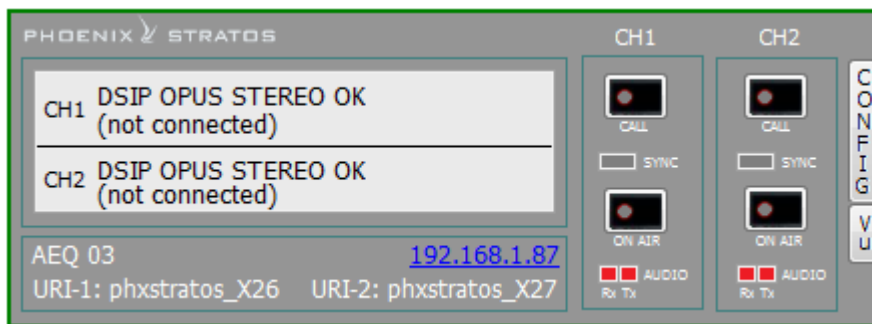 PHOENIX STRATOS
CH1
CH2
CH1 DSIP OPUS STEREO OK
(not connected)
CH2 DSIP OPUS STEREO OK
(not connected)
CALL
CALL
SYNC
SYNC
ON AIR
ON AIR
AUDIO
AUDIO
Rx Tx
Rx Tx
CONFIG
Vu
AEQ 03
192.168.1.87
URI-1: phxstratos_X26
URI-2: phxstratos_X27